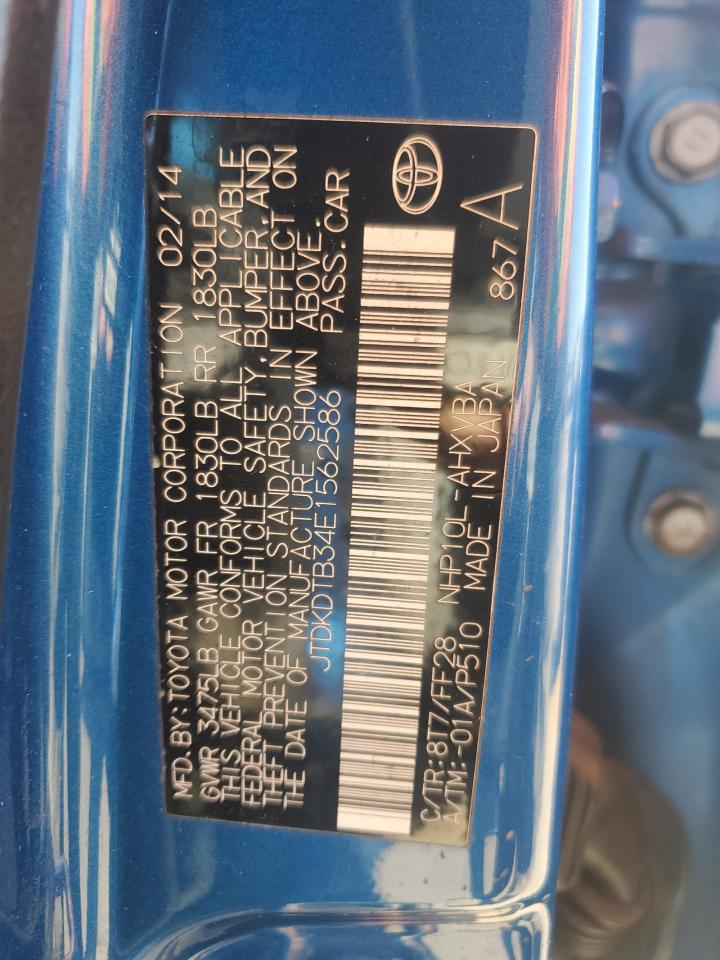 MFD. BY: TOYOTA MOTOR CORPORATION 02/14
GVWR 3475LB GAWR FR 1830LB RR 1830LB
THIS VEHICLE CONFORMS TO ALL APPLICABLE
FEDERAL MOTOR VEHICLE SAFETY, BUMPER, AND
THEFT PREVENTION STANDARDS IN EFFECT ON
THE DATE OF MANUFACTURE SHOWN ABOVE.
JTDKDTB34E1562586 PASS. CAR
C/TR:8T7/FF28 NHP10L-AHXVBA
A/TM:-01A/P510 MADE IN JAPAN 867 A